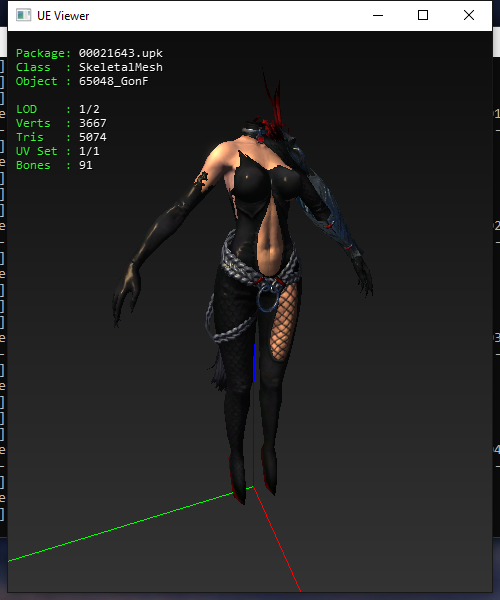 UE Viewer
Package: 00021643.upk
Class  : SkeletalMesh
Object : 65048_GonF
LOD    : 1/2
Verts  : 3667
Tris   : 5074
UV Set : 1/1
Bones  : 91